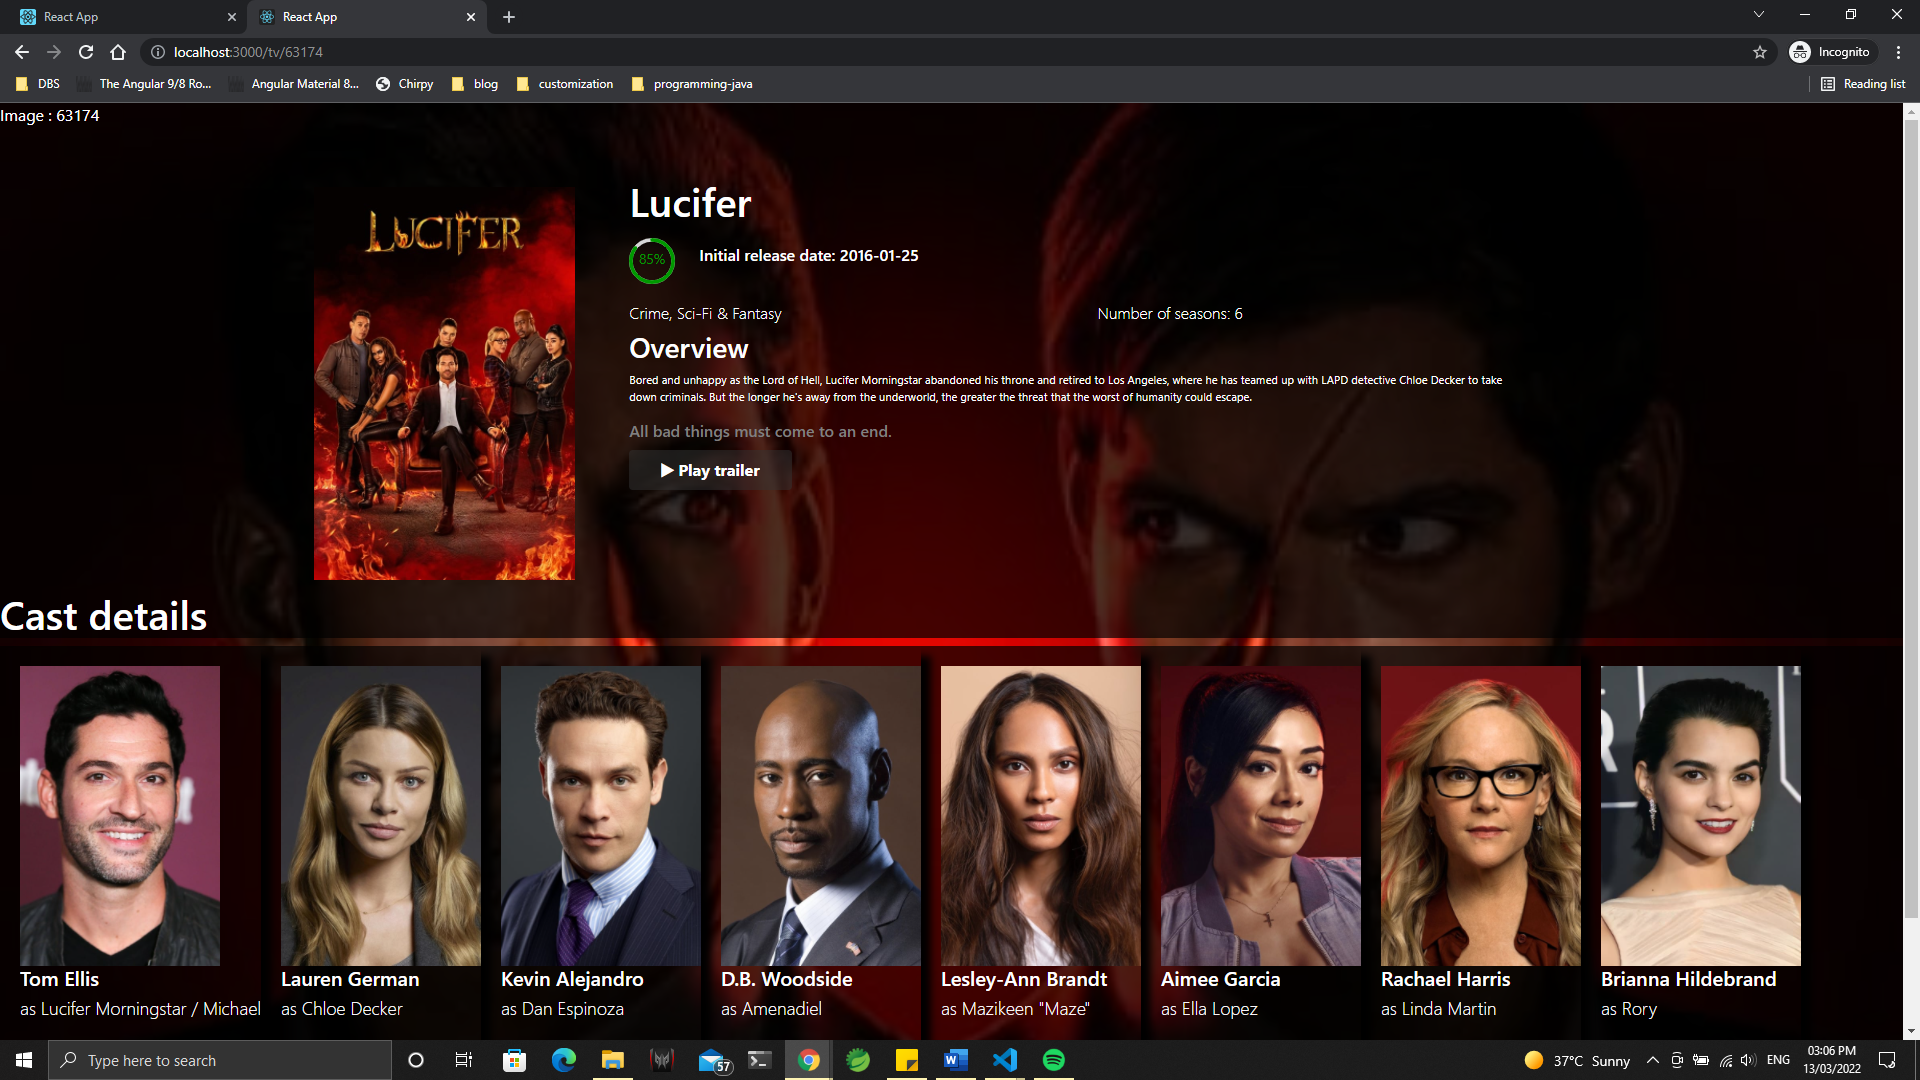 React App
React App
localhost:3000/tv/63174
Incognito
DBS
The Angular 9/8 Ro...
Angular Material 8...
Chirpy
blog
customization
programming-java
Reading list
Image : 63174
LUCIFER
Lucifer
85%
Initial release date: 2016-01-25
Crime, Sci-Fi & Fantasy
Number of seasons: 6
Overview
Bored and unhappy as the Lord of Hell, Lucifer Morningstar abandoned his throne and retired to Los Angeles, where he has teamed up with LAPD detective Chloe Decker to take
down criminals. But the longer he's away from the underworld, the greater the threat that the worst of humanity could escape.
All bad things must come to an end.
Play trailer
Cast details
Tom Ellis
as Lucifer Morningstar / Michael
Lauren German
as Chloe Decker
Kevin Alejandro
as Dan Espinoza
D.B. Woodside
as Amenadiel
Lesley-Ann Brandt
as Mazikeen "Maze"
Aimee Garcia
as Ella Lopez
Rachael Harris
as Linda Martin
Brianna Hildebrand
as Rory
Type here to search
57
37°C Sunny
ENG
03:06 PM
13/03/2022